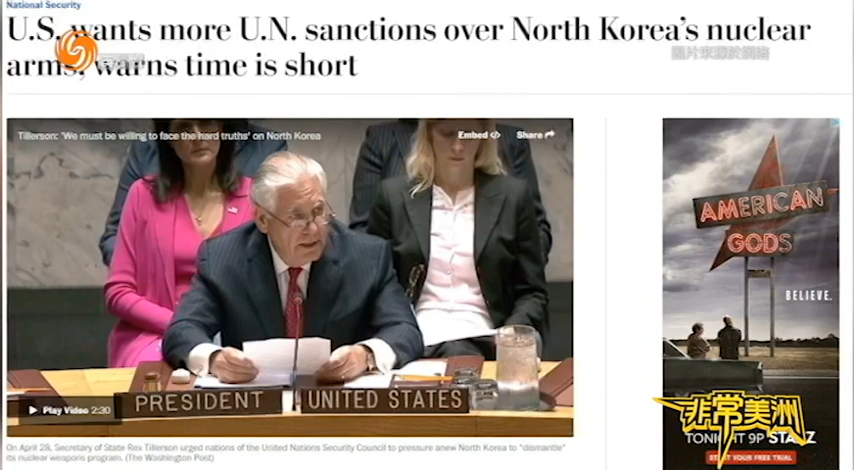 National Security
U.S. wants more U.N. sanctions over North Korea's nuclear
arms, warns time is short
圖片來源於網絡
Tillerson: 'We must be willing to face the hard truths' on North Korea
Embed </>
Share
AMERICAN
GODS
BELIEVE.
Play Video 2:30
PRESIDENT
UNITED STATES
非常美洲
TONIGHT 9P STARZ
START YOUR FREE TRIAL
On April 28, Secretary of State Rex Tillerson urged nations of the United Nations Security Council to pressure anew North Korea to "dismantle"
its nuclear weapons program. (The Washington Post)